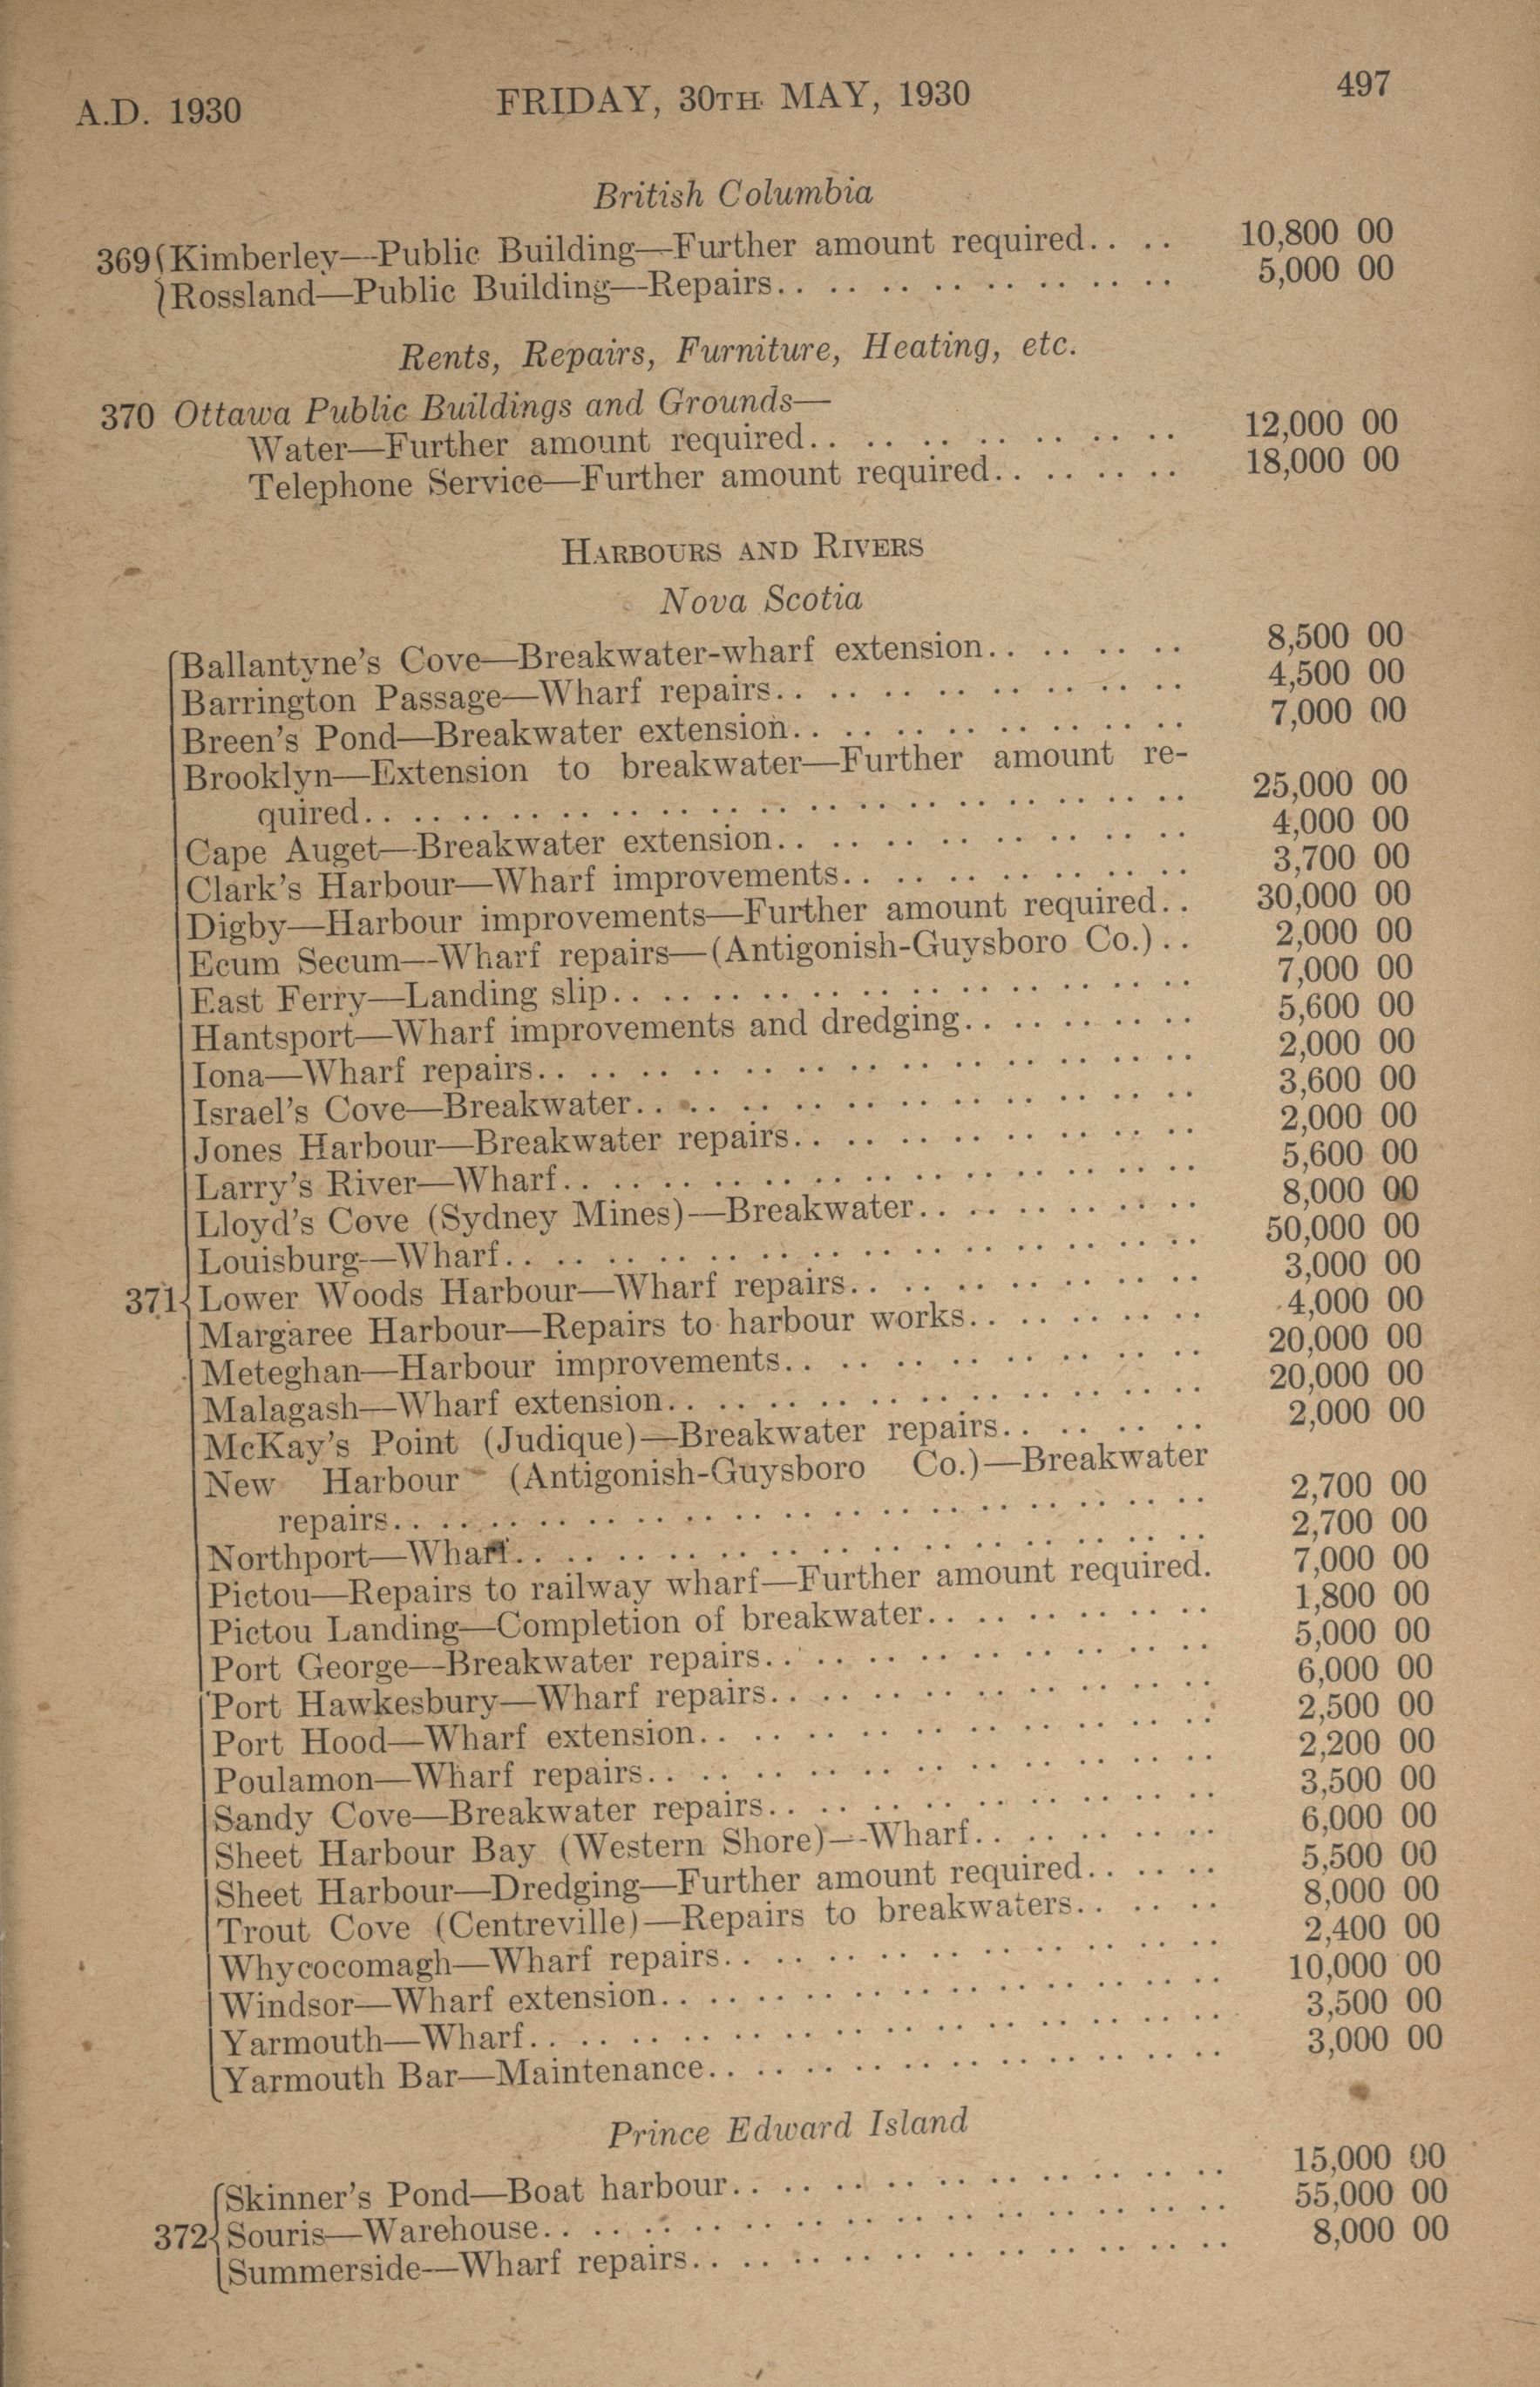 A.D. 1930 FRIDAY, 30TH MAY, 1930 497
British Columbia
369 Kimberley—Public Building—Further amount required.. .. 10,800 00
Rossland—Public Building—Repairs.. .. .. .. .. .. .. .. 5,000 00
Rents, Repairs, Furniture, Heating, etc.
370 Ottawa Public Buildings and Grounds—
Water—Further amount required.. .. .. .. .. .. .. 12,000 00
Telephone Service—Further amount required.. .. .. .. 18,000 00
HARBOURS AND RIVERS
Nova Scotia
Ballantyne's Cove—Breakwater-wharf extension.. .. .. .. 8,500 00
Barrington Passage—Wharf repairs.. .. .. .. .. .. .. .. 4,500 00
Breen's Pond—Breakwater extension.. .. .. .. .. .. .. .. 7,000 00
Brooklyn—Extension to breakwater—Further amount re-
quired.. .. .. .. .. .. .. .. .. .. .. .. .. .. .. .. .. 25,000 00
Cape Auget—Breakwater extension.. .. .. .. .. .. .. .. 4,000 00
Clark's Harbour—Wharf improvements.. .. .. .. .. .. .. 3,700 00
Digby—Harbour improvements—Further amount required.. 30,000 00
Ecum Secum—Wharf repairs—(Antigonish-Guysboro Co.).. 2,000 00
East Ferry—Landing slip.. .. .. .. .. .. .. .. .. .. .. .. 7,000 00
Hantsport—Wharf improvements and dredging.. .. .. .. .. 5,600 00
Iona—Wharf repairs.. .. .. .. .. .. .. .. .. .. .. .. .. 2,000 00
Israel's Cove—Breakwater.. .. .. .. .. .. .. .. .. .. .. 3,600 00
Jones Harbour—Breakwater repairs.. .. .. .. .. .. .. .. 2,000 00
Larry's River—Wharf.. .. .. .. .. .. .. .. .. .. .. .. .. 5,600 00
Lloyd's Cove (Sydney Mines)—Breakwater.. .. .. .. .. .. 8,000 00
Louisburg—Wharf.. .. .. .. .. .. .. .. .. .. .. .. .. .. 50,000 00
371 Lower Woods Harbour—Wharf repairs.. .. .. .. .. .. .. 3,000 00
Margaree Harbour—Repairs to harbour works.. .. .. .. .. 4,000 00
Meteghan—Harbour improvements.. .. .. .. .. .. .. .. 20,000 00
Malagash—Wharf extension.. .. .. .. .. .. .. .. .. .. .. 20,000 00
McKay's Point (Judique)—Breakwater repairs.. .. .. .. 2,000 00
New Harbour (Antigonish-Guysboro Co.)—Breakwater
repairs.. .. .. .. .. .. .. .. .. .. .. .. .. .. .. .. .. 2,700 00
Northport—Wharf.. .. .. .. .. .. .. .. .. .. .. .. .. .. 2,700 00
Pictou—Repairs to railway wharf—Further amount required. 7,000 00
Pictou Landing—Completion of breakwater.. .. .. .. .. .. 1,800 00
Port George—Breakwater repairs.. .. .. .. .. .. .. .. .. 5,000 00
Port Hawkesbury—Wharf repairs.. .. .. .. .. .. .. .. .. 6,000 00
Port Hood—Wharf extension.. .. .. .. .. .. .. .. .. .. 2,500 00
Poulamon—Wharf repairs.. .. .. .. .. .. .. .. .. .. .. 2,200 00
Sandy Cove—Breakwater repairs.. .. .. .. .. .. .. .. .. 3,500 00
Sheet Harbour Bay (Western Shore)—Wharf.. .. .. .. .. 6,000 00
Sheet Harbour—Dredging—Further amount required.. .. .. 5,500 00
Trout Cove (Centreville)—Repairs to breakwaters.. .. .. 8,000 00
Whycocomagh—Wharf repairs.. .. .. .. .. .. .. .. .. .. 2,400 00
Windsor—Wharf extension.. .. .. .. .. .. .. .. .. .. .. 10,000 00
Yarmouth—Wharf.. .. .. .. .. .. .. .. .. .. .. .. .. .. 3,500 00
Yarmouth Bar—Maintenance.. .. .. .. .. .. .. .. .. .. 3,000 00
Prince Edward Island
Skinner's Pond—Boat harbour.. .. .. .. .. .. .. .. .. .. 15,000 00
372 Souris—Warehouse.. .. .. .. .. .. .. .. .. .. .. .. .. .. 55,000 00
Summerside—Wharf repairs.. .. .. .. .. .. .. .. .. .. .. 8,000 00